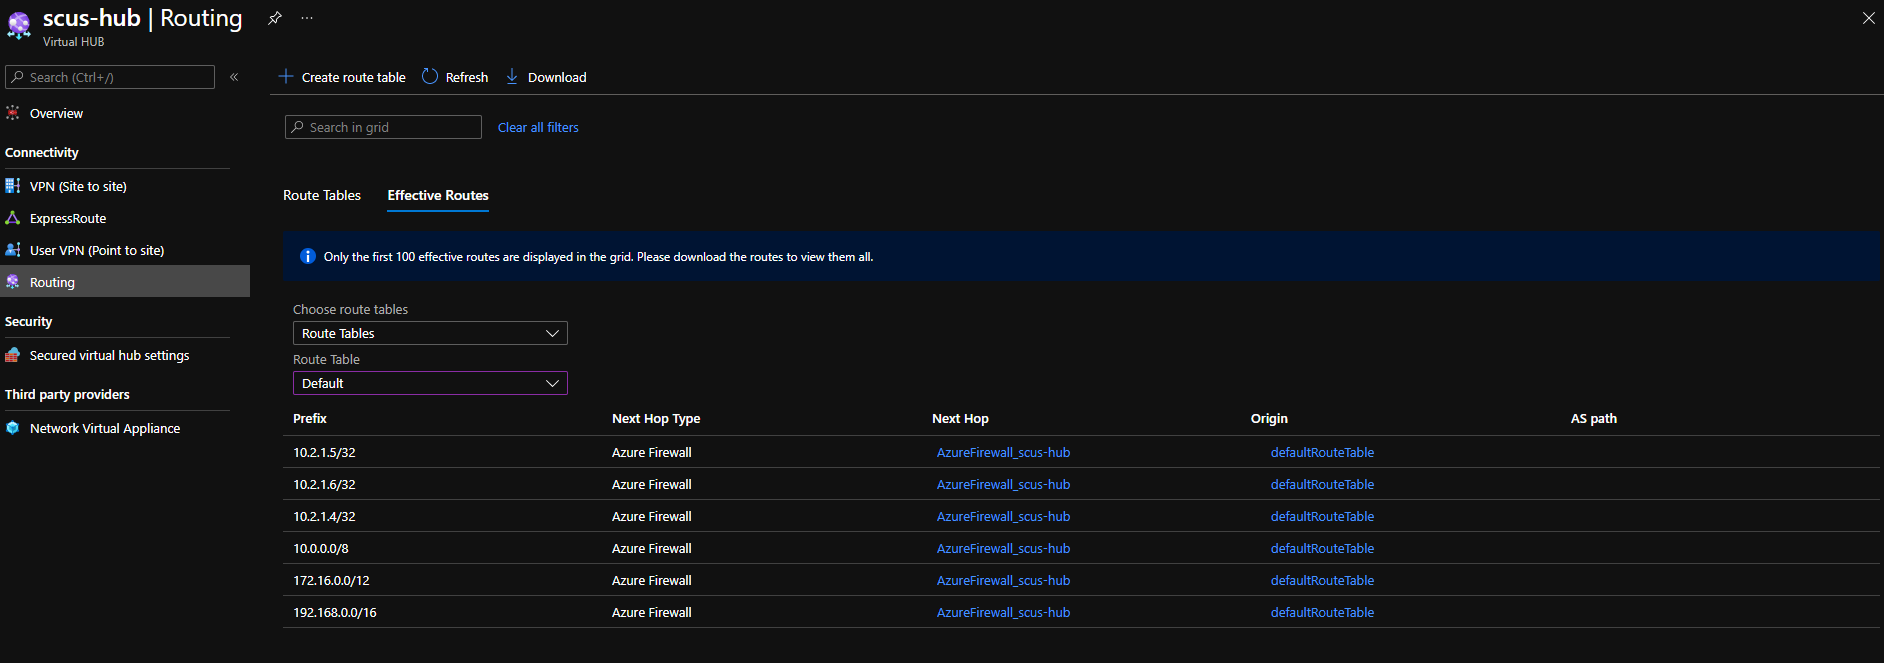 scus-hub | Routing
Virtual HUB
Search (Ctrl+/)
Overview
Connectivity
VPN (Site to site)
ExpressRoute
User VPN (Point to site)
Routing
Security
Secured virtual hub settings
Third party providers
Network Virtual Appliance
Create route table Refresh Download
Search in grid Clear all filters
Route Tables Effective Routes
Only the first 100 effective routes are displayed in the grid. Please download the routes to view them all.
Choose route tables
Route Tables
Route Table
Default
Prefix Next Hop Type Next Hop Origin AS path
10.2.1.5/32 Azure Firewall AzureFirewall_scus-hub defaultRouteTable
10.2.1.6/32 Azure Firewall AzureFirewall_scus-hub defaultRouteTable
10.2.1.4/32 Azure Firewall AzureFirewall_scus-hub defaultRouteTable
10.0.0.0/8 Azure Firewall AzureFirewall_scus-hub defaultRouteTable
172.16.0.0/12 Azure Firewall AzureFirewall_scus-hub defaultRouteTable
192.168.0.0/16 Azure Firewall AzureFirewall_scus-hub defaultRouteTable